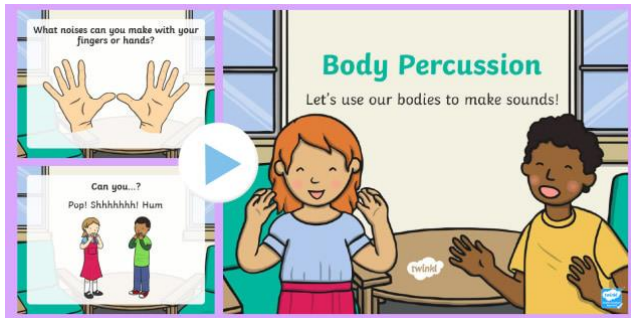 What noises can you make with your
fingers or hands?
Can you...?
Pop! Shhhhhhh! Hum
Body Percussion
Let's use our bodies to make sounds!
twinkl
twinkl